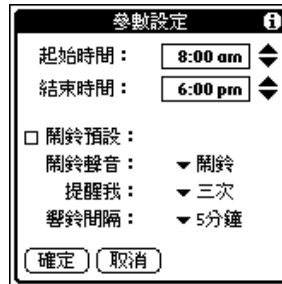 參數設定
起始時間： 8:00 am
結束時間： 6:00 pm
鬧鈴預設：
鬧鈴聲音： 鬧鈴
提醒我： 三次
響鈴間隔： 5分鐘
確定 取消